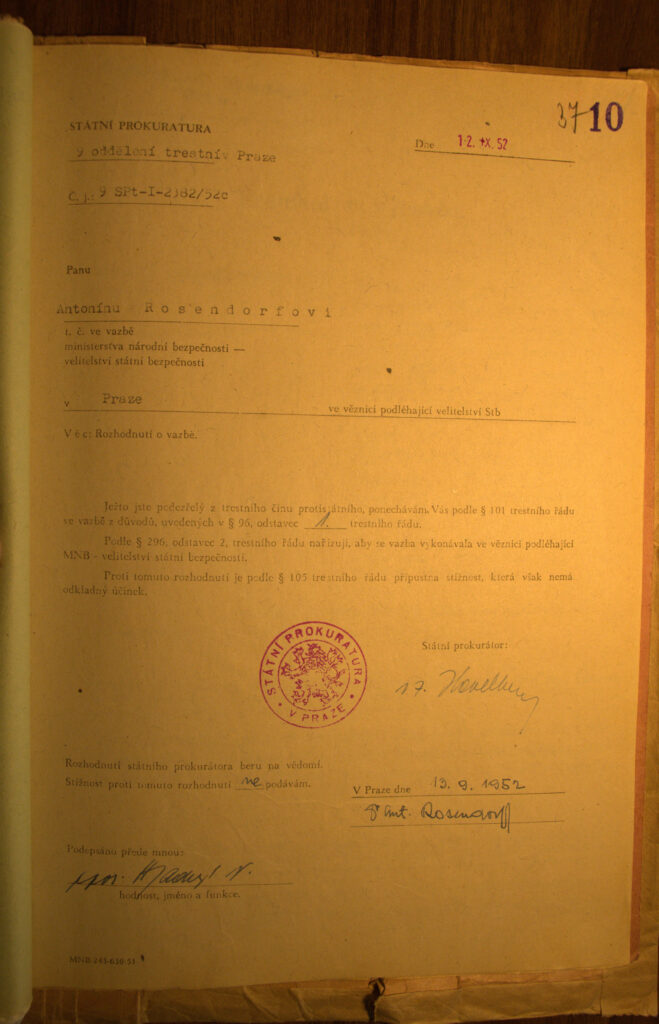 37 10
STÁTNÍ PROKURATURA
9 oddělení trestní v Praze
Dne 12. IX. 52
Č. j.: 9 SPt-I-2382/52c
Panu
Antonínu Rosendorfovi
t. č. ve vazbě
ministerstva národní bezpečnosti —
velitelství státní bezpečnosti
v Praze ve věznici podléhající velitelství Stb
Věc: Rozhodnutí o vazbě.
Ježto jste podezřelý z trestního činu protistátního, ponechávám Vás podle § 101 trestního řádu
ve vazbě z důvodů, uvedených v § 96, odstavec 1. trestního řádu.
Podle § 296, odstavec 2, trestního řádu nařizuji, aby se vazba vykonávala ve věznici podléhající
MNB - velitelství státní bezpečnosti.
Proti tomuto rozhodnutí je podle § 105 trestního řádu přípustna stížnost, která však nemá
odkladný účinek.
STÁTNÍ PROKURATURA
V PRAZE
Státní prokurátor:
Rozhodnutí státního prokurátora beru na vědomí.
Stížnost proti tomuto rozhodnutí ne podávám.
V Praze dne 13. 9. 1952
Ant. Rosendorff
Podepsáno přede mnou:
hodnost, jméno a funkce.